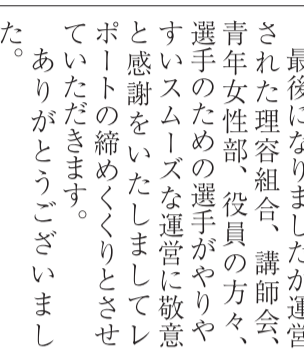 最後になりましたが運営
された理容組合、講師会、
青年女性部、役員の方々、
選手のための選手がやりや
すいスムーズな運営に敬意
と感謝をいたしましてレ
ポートの締めくくりとさせ
ていただきます。
ありがとうございまし
た。